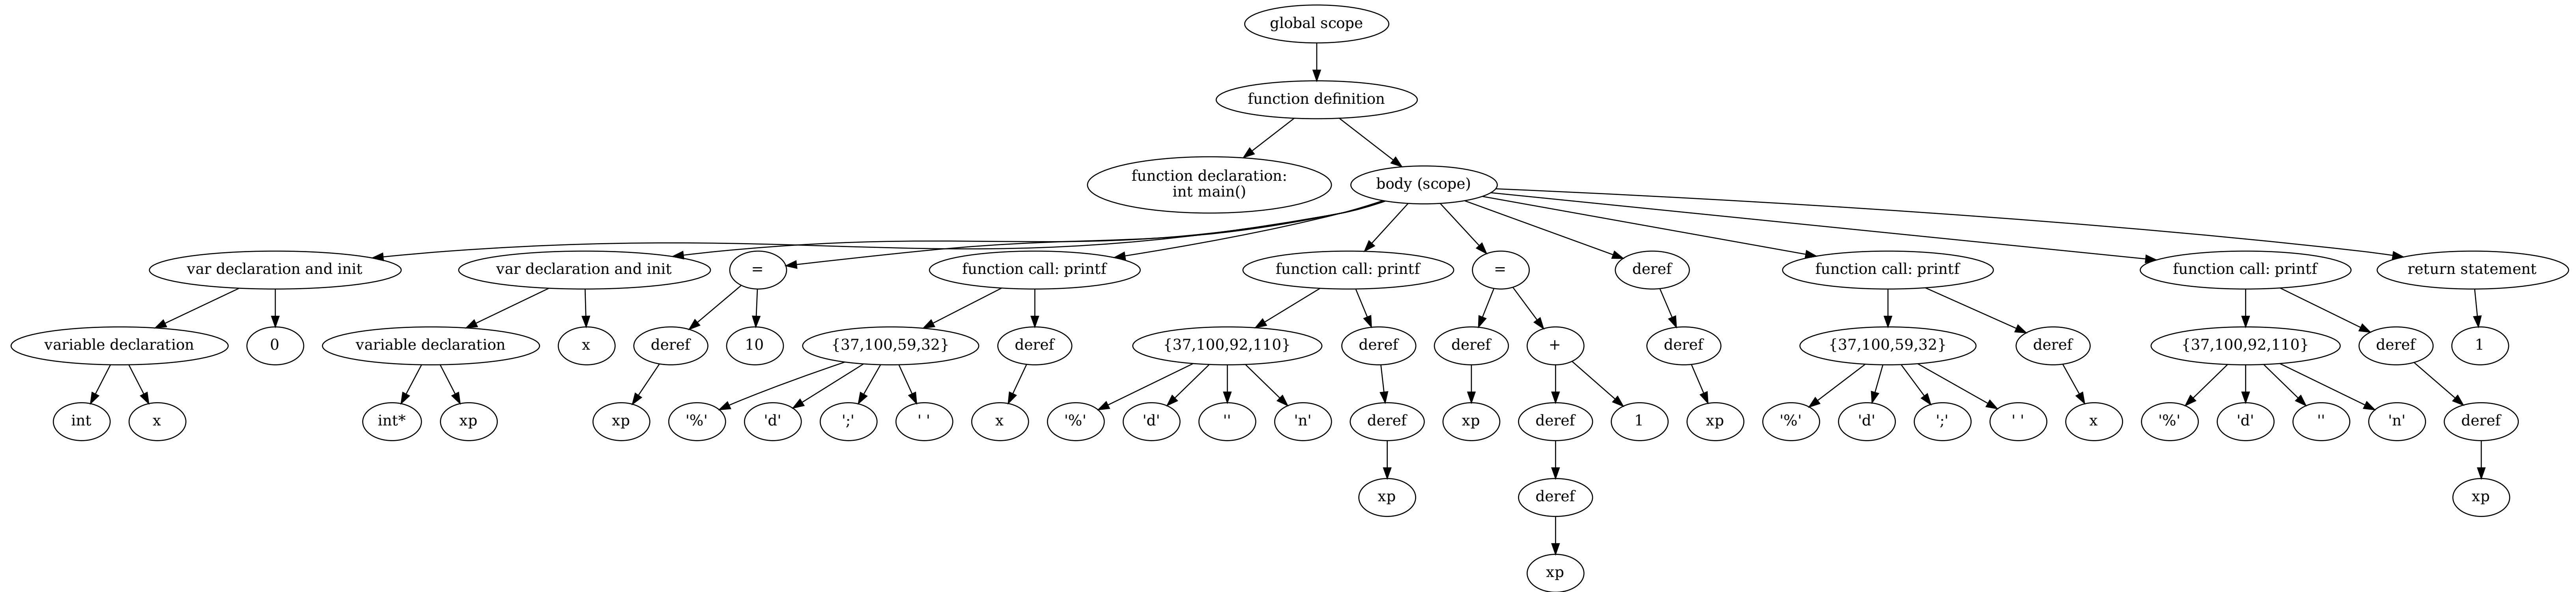 global scope
function definition
function declaration:
int main()
body (scope)
var declaration and init
var declaration and init
=
function call: printf
function call: printf
=
deref
function call: printf
function call: printf
return statement
variable declaration
0
variable declaration
x
deref
10
{37,100,59,32}
deref
{37,100,92,110}
deref
deref
+
deref
{37,100,59,32}
deref
{37,100,92,110}
deref
1
int
x
int*
xp
xp
'%'
'd'
';'
' '
x
'%'
'd'
''
'n'
deref
xp
deref
1
xp
'%'
'd'
';'
' '
x
'%'
'd'
''
'n'
deref
xp
deref
xp
xp